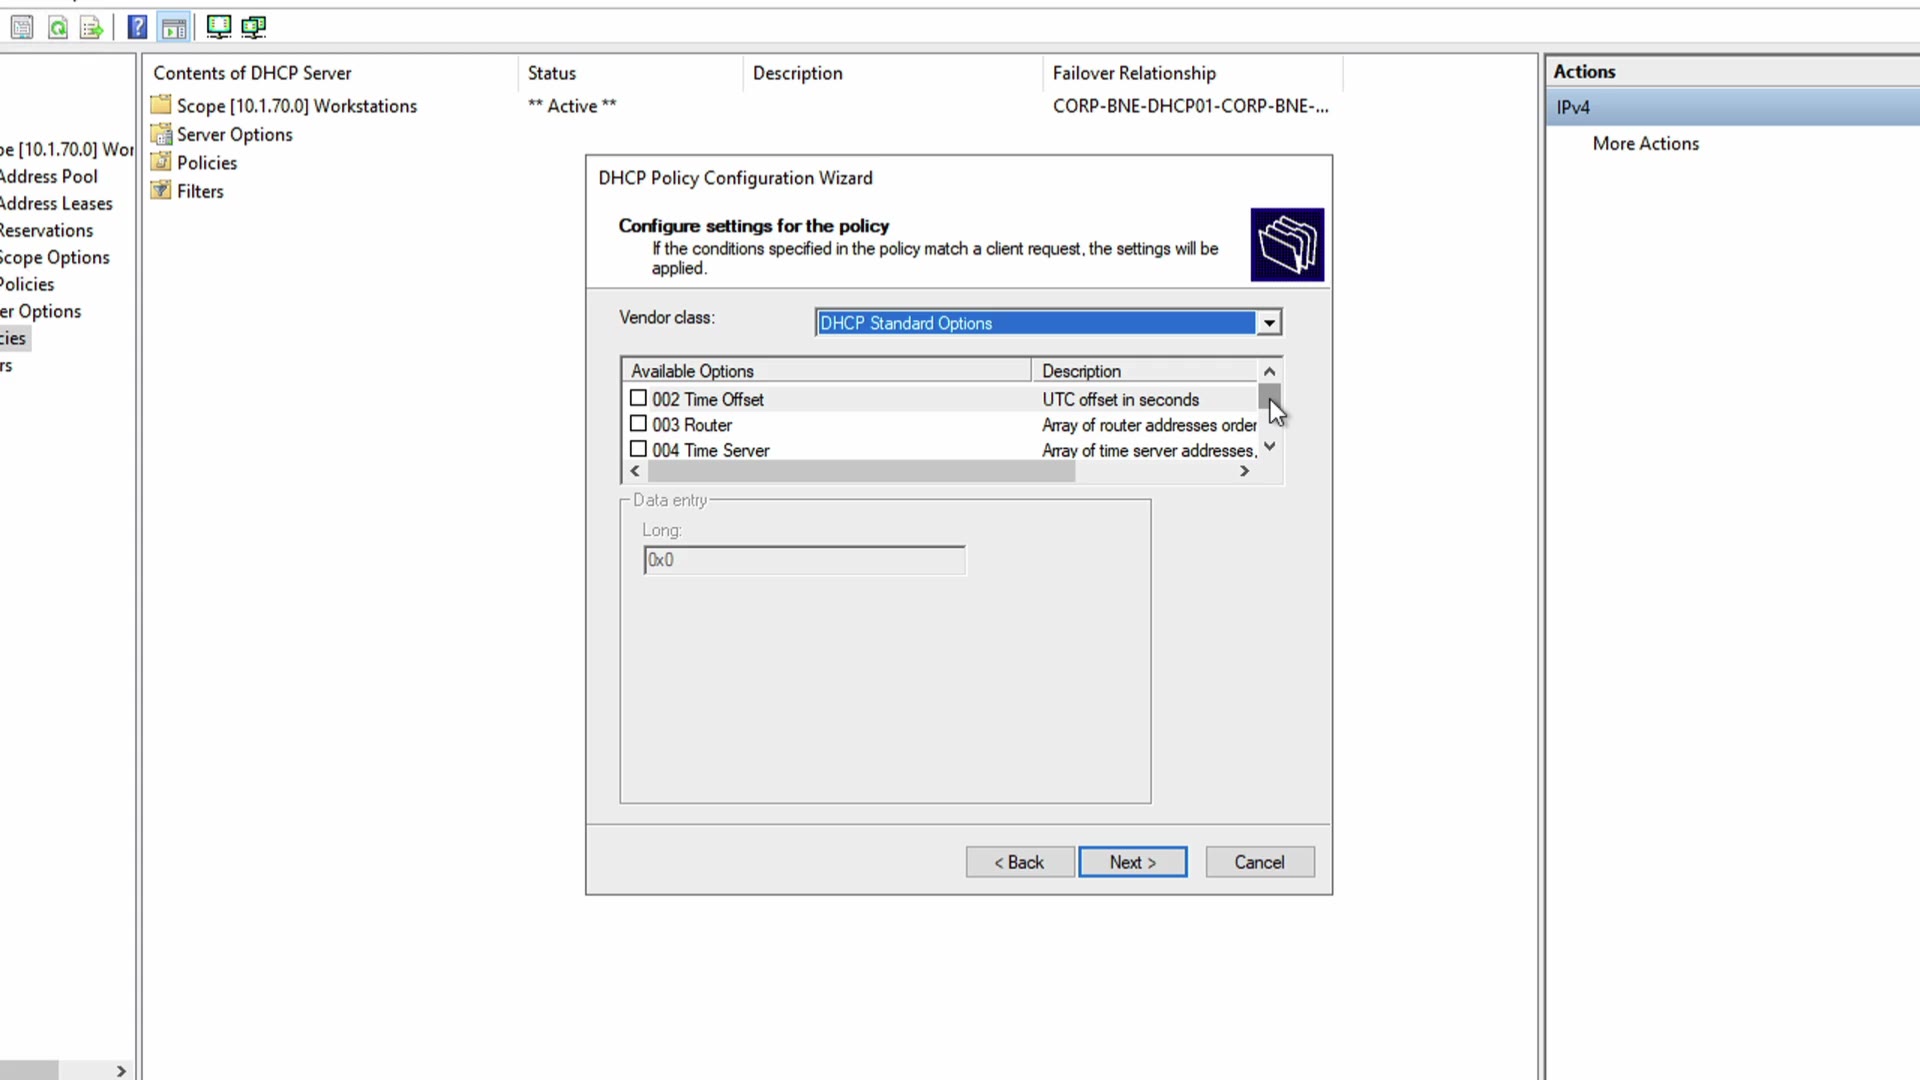 Contents of DHCP Server
Status
Description
Failover Relationship
Scope [10.1.70.0] Workstations
** Active **
CORP-BNE-DHCP01-CORP-BNE-...
Server Options
Policies
Filters
pe [10.1.70.0] Wor
Address Pool
Address Leases
Reservations
Scope Options
Policies
er Options
cies
rs
DHCP Policy Configuration Wizard
Configure settings for the policy
If the conditions specified in the policy match a client request, the settings will be
applied.
Vendor class:
DHCP Standard Options
Available Options
Description
002 Time Offset
UTC offset in seconds
003 Router
Array of router addresses order
004 Time Server
Array of time server addresses,
Data entry
Long:
0x0
< Back
Next >
Cancel
Actions
IPv4
More Actions